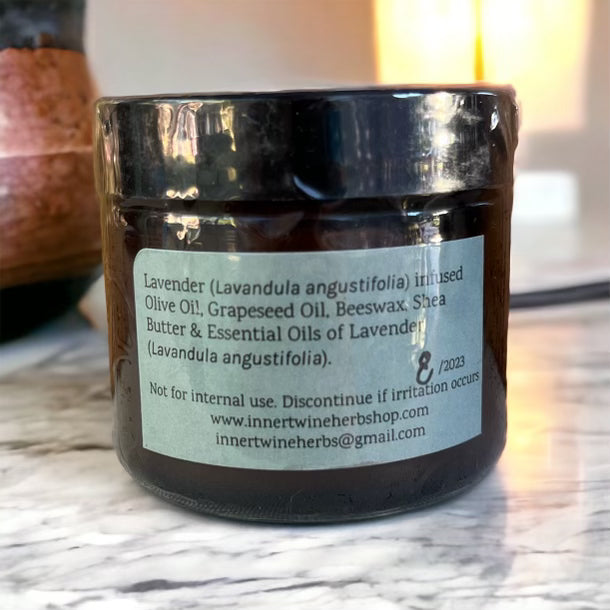 Lavender (Lavandula angustifolia) infused
Olive Oil, Grapeseed Oil, Beeswax, Shea
Butter & Essential Oils of Lavender
(Lavandula angustifolia).
8/2023
Not for internal use. Discontinue if irritation occurs
www.innertwineherbshop.com
innertwineherbs@gmail.com